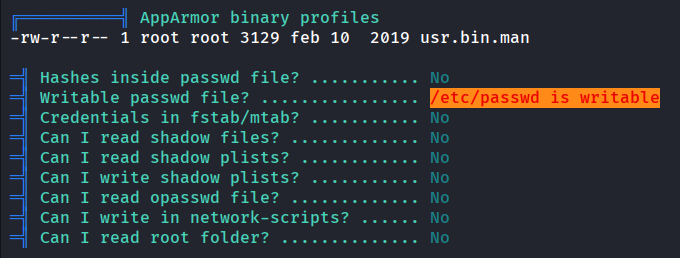 ╔══════════╣ AppArmor binary profiles
-rw-r--r-- 1 root root 3129 feb 10  2019 usr.bin.man

═╣ Hashes inside passwd file? ........... No
═╣ Writable passwd file? ................ /etc/passwd is writable
═╣ Credentials in fstab/mtab? ........... No
═╣ Can I read shadow files? ............. No
═╣ Can I read shadow plists? ............ No
═╣ Can I write shadow plists? ........... No
═╣ Can I read opasswd file? ............. No
═╣ Can I write in network-scripts? ...... No
═╣ Can I read root folder? .............. No